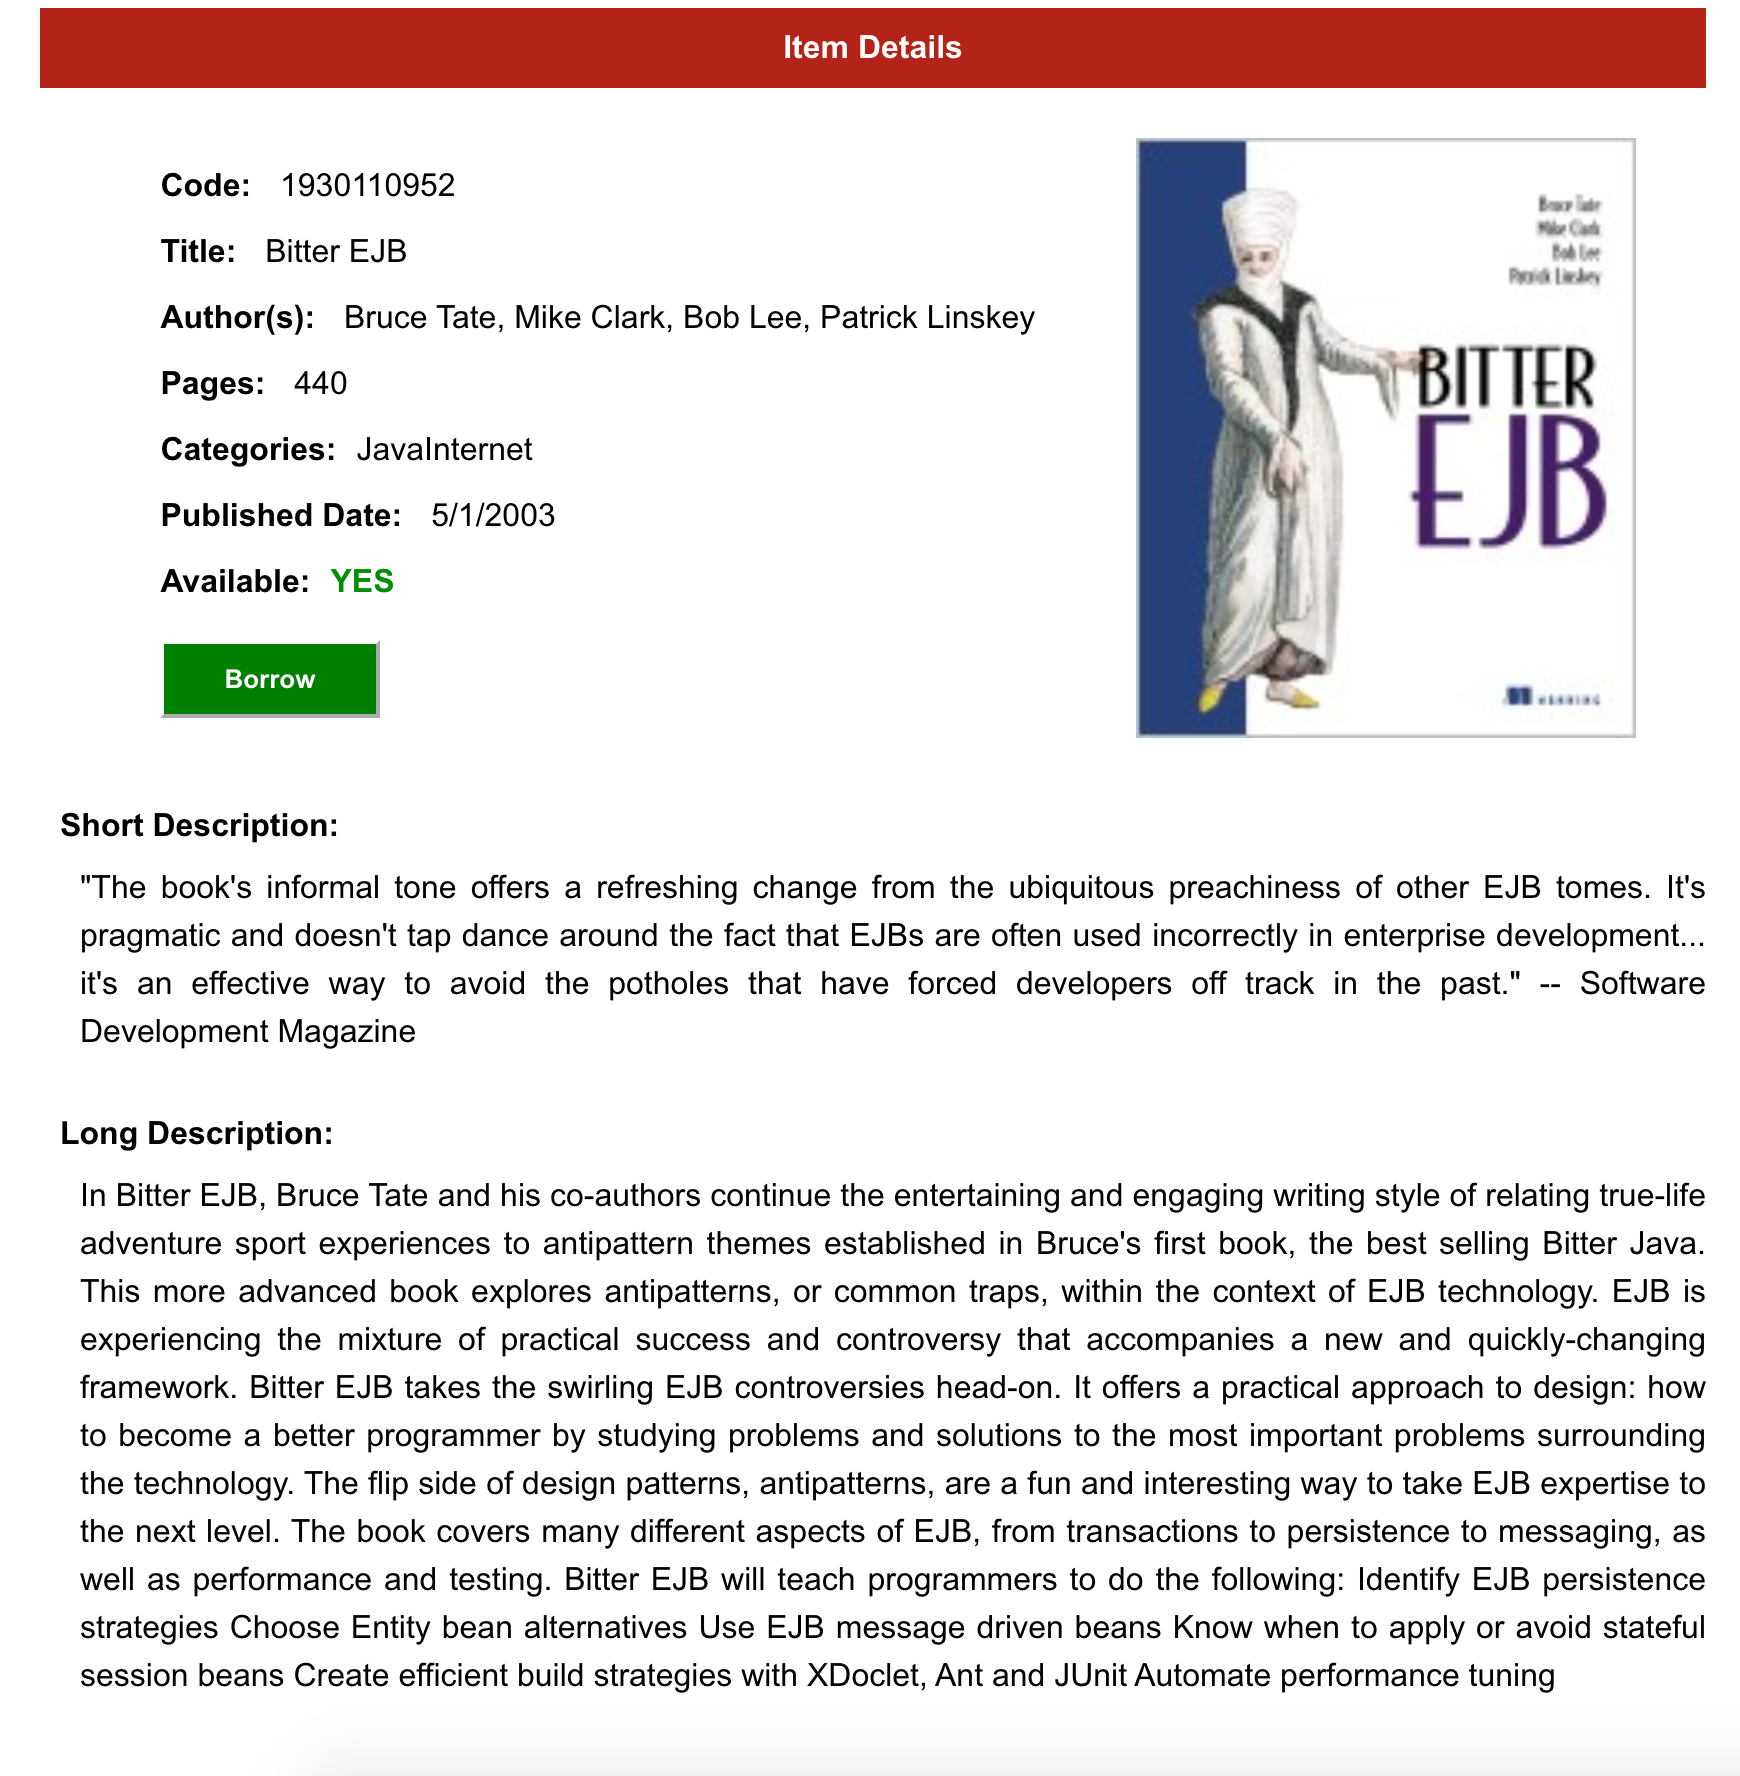 Item Details
Code: 1930110952
Title: Bitter EJB
Author(s): Bruce Tate, Mike Clark, Bob Lee, Patrick Linskey
Pages: 440
Categories: JavaInternet
Published Date: 5/1/2003
Available: YES
Borrow
Bruce Tate
Mike Clark
Bob Lee
Patrick Linskey
BITTER
EJB
MANNING
Short Description:
"The book's informal tone offers a refreshing change from the ubiquitous preachiness of other EJB tomes. It's
pragmatic and doesn't tap dance around the fact that EJBs are often used incorrectly in enterprise development...
it's an effective way to avoid the potholes that have forced developers off track in the past." -- Software
Development Magazine
Long Description:
In Bitter EJB, Bruce Tate and his co-authors continue the entertaining and engaging writing style of relating true-life
adventure sport experiences to antipattern themes established in Bruce's first book, the best selling Bitter Java.
This more advanced book explores antipatterns, or common traps, within the context of EJB technology. EJB is
experiencing the mixture of practical success and controversy that accompanies a new and quickly-changing
framework. Bitter EJB takes the swirling EJB controversies head-on. It offers a practical approach to design: how
to become a better programmer by studying problems and solutions to the most important problems surrounding
the technology. The flip side of design patterns, antipatterns, are a fun and interesting way to take EJB expertise to
the next level. The book covers many different aspects of EJB, from transactions to persistence to messaging, as
well as performance and testing. Bitter EJB will teach programmers to do the following: Identify EJB persistence
strategies Choose Entity bean alternatives Use EJB message driven beans Know when to apply or avoid stateful
session beans Create efficient build strategies with XDoclet, Ant and JUnit Automate performance tuning